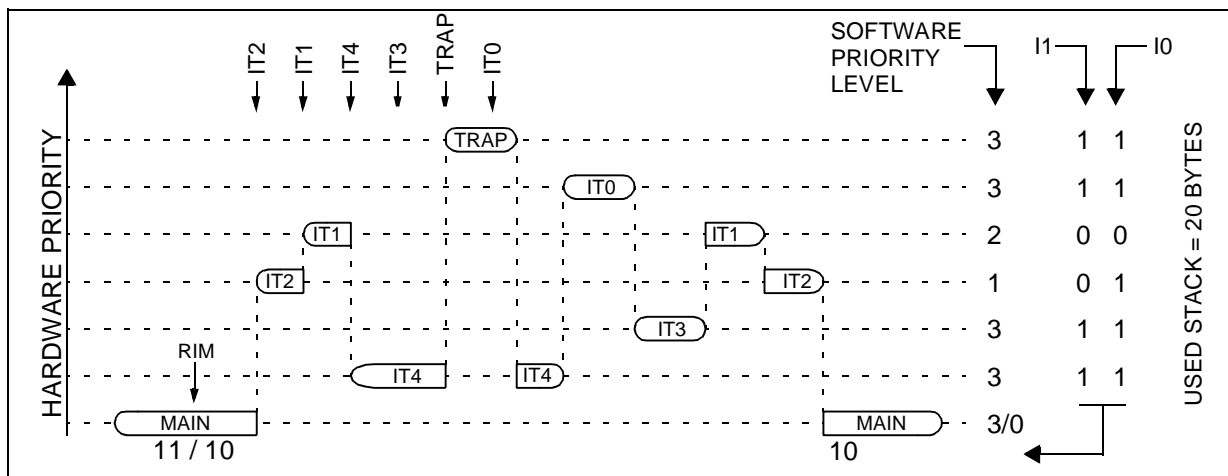 IT2
IT1
IT4
IT3
TRAP
IT0
SOFTWARE
PRIORITY
LEVEL
I1
I0
HARDWARE PRIORITY
USED STACK = 20 BYTES
TRAP
3
1 1
IT0
3
1 1
IT1
IT1
2
0 0
IT2
IT2
1
0 1
IT3
3
1 1
RIM
IT4
IT4
3
1 1
MAIN
MAIN
3/0
11 / 10
10